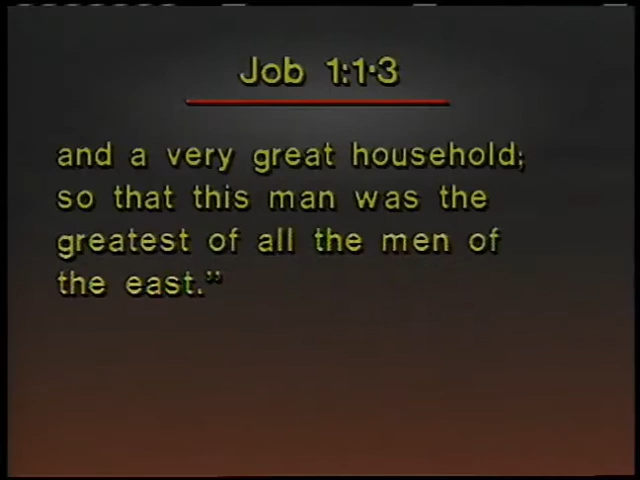 Job 1:1-3
and a very great household;
so that this man was the
greatest of all the men of
the east.”